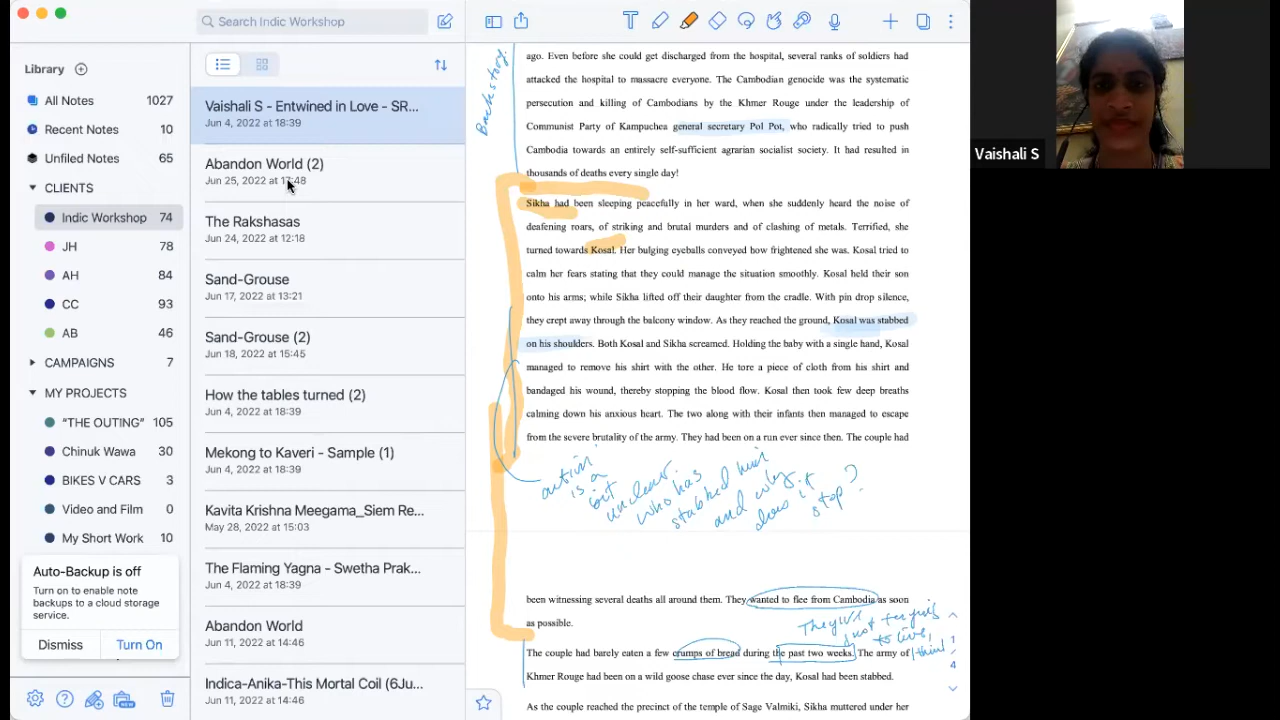 Search Indic Workshop
Library
All Notes 1027
Recent Notes 10
Unfiled Notes 65
CLIENTS
Indic Workshop 74
JH 78
AH 84
CC 93
AB 46
CAMPAIGNS 7
MY PROJECTS
"THE OUTING" 105
Chinuk Wawa 30
BIKES V CARS 3
Video and Film 0
My Short Work 10
Auto-Backup is off
Turn on to enable note
backups to a cloud storage
service.
Dismiss Turn On
Vaishali S - Entwined in Love - SR...
Jun 4, 2022 at 18:39
Abandon World (2)
Jun 25, 2022 at
The Rakshasas
Jun 24, 2022 at 12:18
Sand-Grouse
Jun 17, 2022 at 13:21
Sand-Grouse (2)
Jun 18, 2022 at 15:45
How the tables turned (2)
Jun 4, 2022 at 18:39
Mekong to Kaveri - Sample (1)
Jun 4, 2022 at 18:39
Kavita Krishna Meegama_Siem Re...
May 28, 2022 at 15:03
The Flaming Yagna - Swetha Prak...
Jun 4, 2022 at 18:39
Abandon World
Jun 11, 2022 at 14:46
Indica-Anika-This Mortal Coil (6Ju...
Jun 11, 2022 at 14:46
Backstory.
ago. Even before she could get discharged from the hospital, several ranks of soldiers had
attacked the hospital to massacre everyone. The Cambodian genocide was the systematic
persecution and killing of Cambodians by the Khmer Rouge under the leadership of
Communist Party of Kampuchea general secretary Pol Pot, who radically tried to push
Cambodia towards an entirely self-sufficient agrarian socialist society. It had resulted in
thousands of deaths every single day!
Sikha had been sleeping peacefully in her ward, when she suddenly heard the noise of
deafening roars, of striking and brutal murders and of clashing of metals. Terrified, she
turned towards Kosal. Her bulging eyeballs conveyed how frightened she was. Kosal tried to
calm her fears stating that they could manage the situation smoothly. Kosal held their son
onto his arms; while Sikha lifted off their daughter from the cradle. With pin drop silence,
they crept away through the balcony window. As they reached the ground, Kosal was stabbed
on his shoulders. Both Kosal and Sikha screamed. Holding the baby with a single hand, Kosal
managed to remove his shirt with the other. He tore a piece of cloth from his shirt and
bandaged his wound, thereby stopping the blood flow. Kosal then took few deep breaths
calming down his anxious heart. The two along with their infants then managed to escape
from the severe brutality of the army. They had been on a run ever since then. The couple had
action
is a
bit
unclear.
who has
stabbed him
and why
does it
stop?
been witnessing several deaths all around them. They wanted to flee from Cambodia as soon
as possible.
They're
just
to live,
I think
The couple had barely eaten a few crumps of bread during the past two weeks. The army of
Khmer Rouge had been on a wild goose chase ever since the day, Kosal had been stabbed.
As the couple reached the precinct of the temple of Sage Valmiki, Sikha muttered under her
1
4
Vaishali S